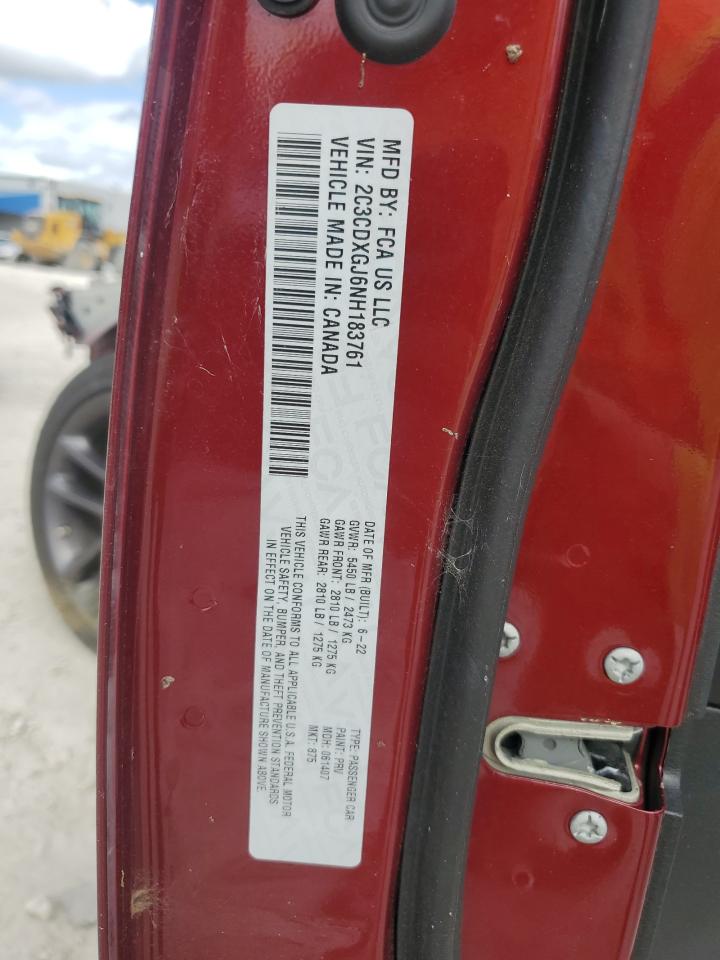 MFD BY: FCA US LLC
VIN: 2C3CDXGJ6NH183761
VEHICLE MADE IN: CANADA
DATE OF MFR (BUILT): 6-22
GVWR: 5450 LB / 2473 KG
GAWR FRONT: 2810 LB / 1275 KG
GAWR REAR: 2810 LB / 1275 KG
THIS VEHICLE CONFORMS TO ALL APPLICABLE U.S.A. FEDERAL MOTOR
VEHICLE SAFETY, BUMPER, AND THEFT PREVENTION STANDARDS
IN EFFECT ON THE DATE OF MANUFACTURE SHOWN ABOVE.
TYPE: PASSENGER CAR
PAINT: PRV
MDH: 061407
MKT: 875